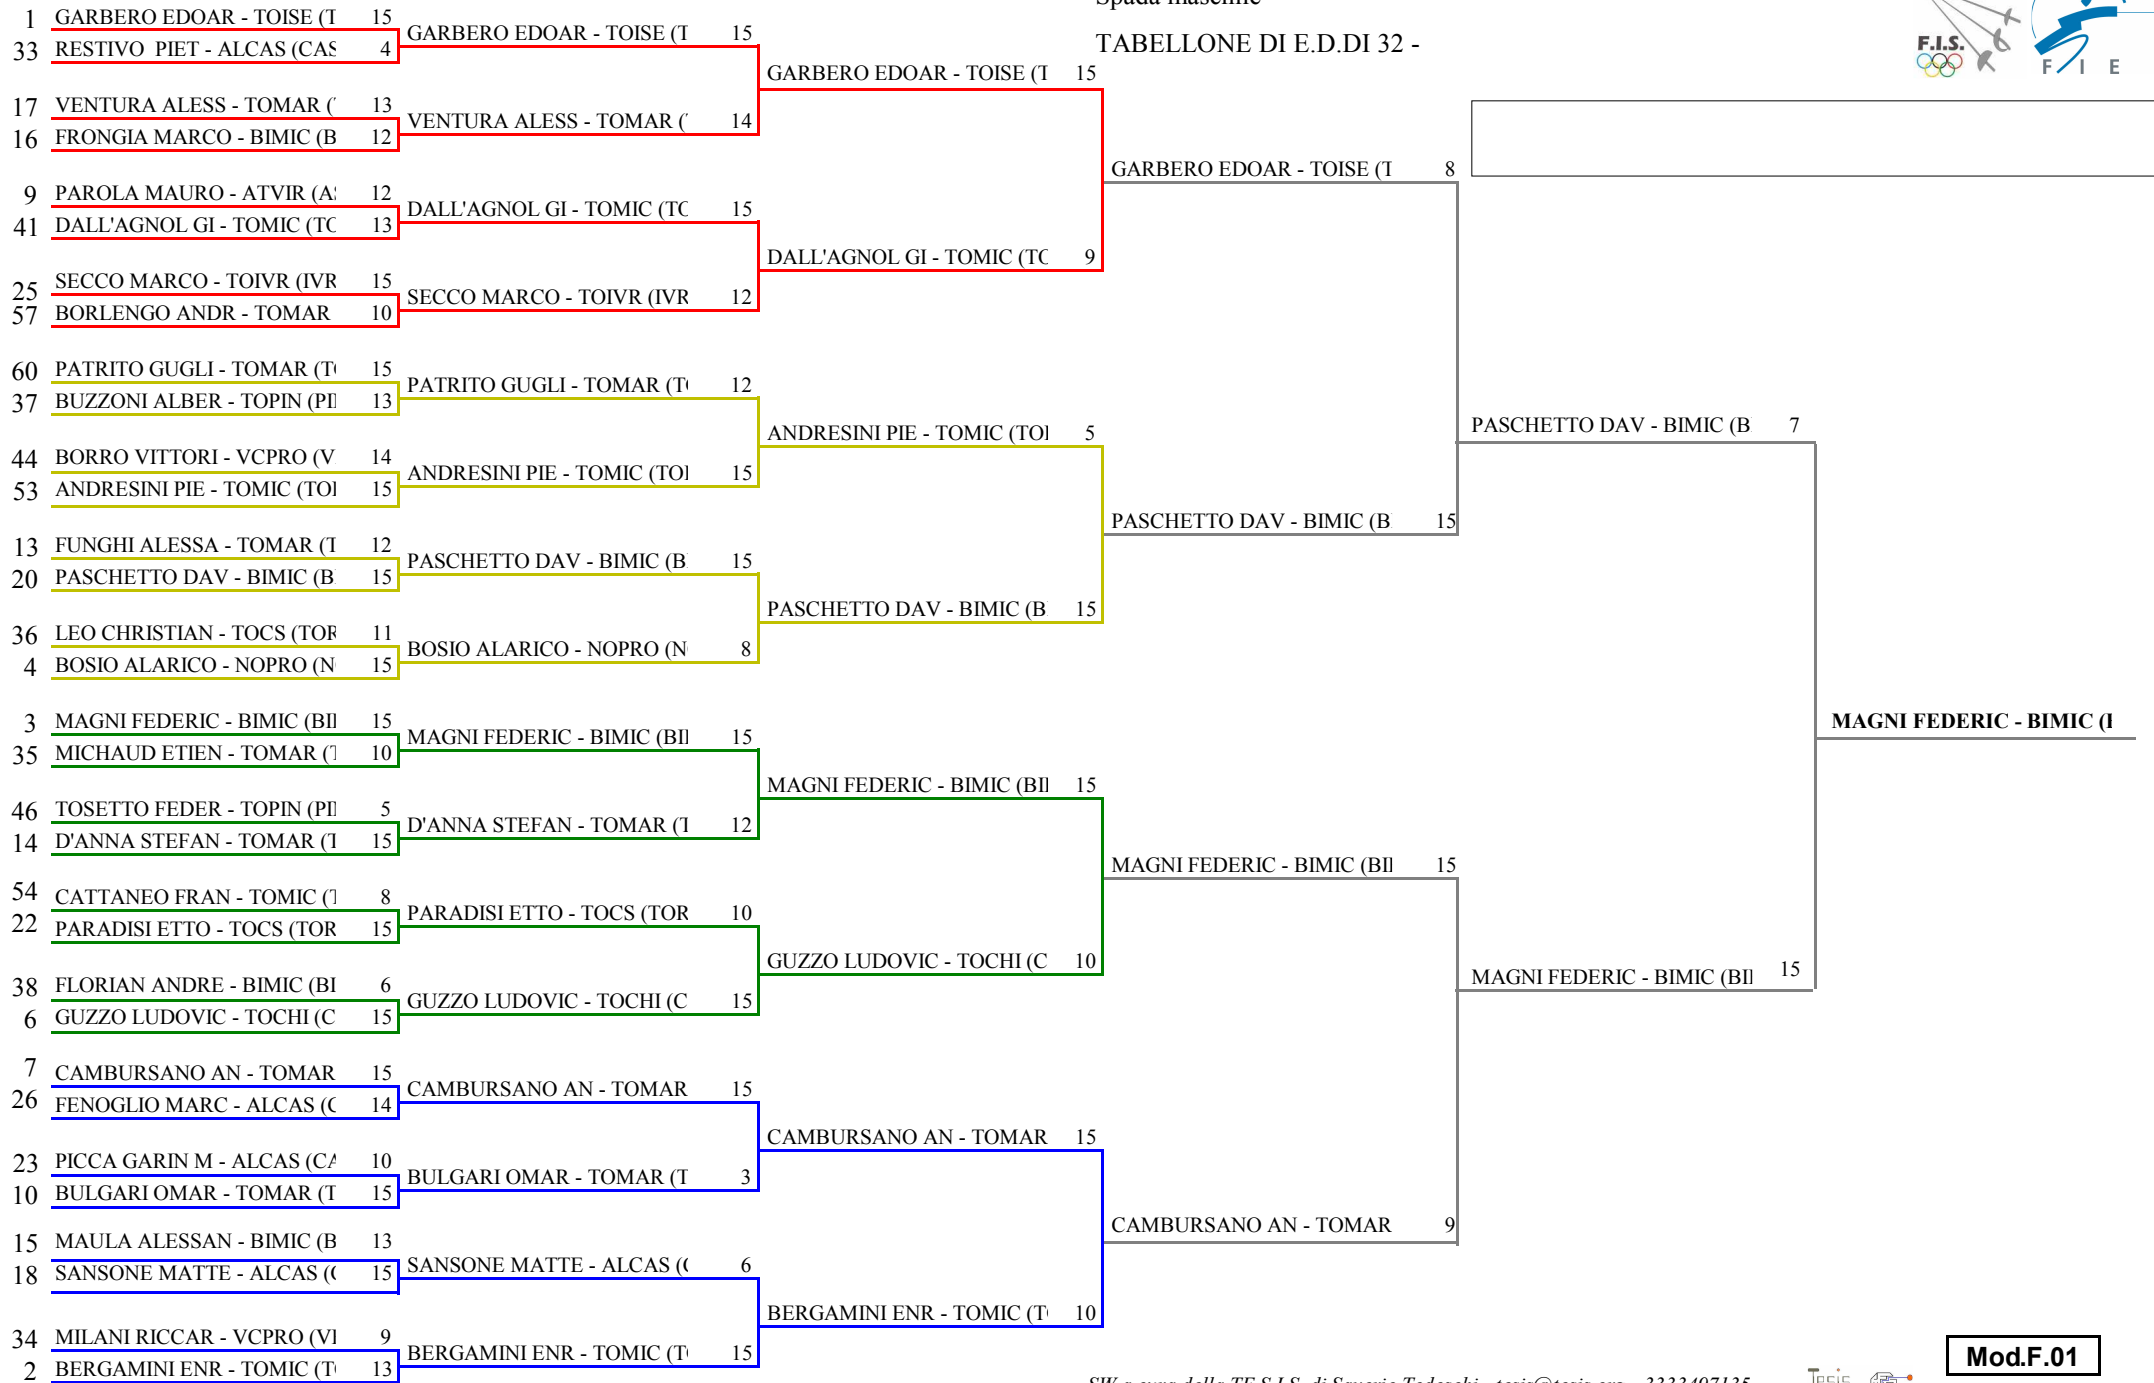 Spada maschile
TABELLONE DI E.D.DI 32 -
F.I.S.
F I E
1 GARBERO EDOAR - TOISE (T 15
33 RESTIVO PIET - ALCAS (CAS 4
17 VENTURA ALESS - TOMAR (' 13
16 FRONGIA MARCO - BIMIC (B 12
9 PAROLA MAURO - ATVIR (A 12
41 DALL'AGNOL GI - TOMIC (TC 13
25 SECCO MARCO - TOIVR (IVR 15
57 BORLENGO ANDR - TOMAR 10
60 PATRITO GUGLI - TOMAR (T 15
37 BUZZONI ALBER - TOPIN (PI 13
44 BORRO VITTORI - VCPRO (V 14
53 ANDRESINI PIE - TOMIC (TO 15
13 FUNGHI ALESSA - TOMAR (T 12
20 PASCHETTO DAV - BIMIC (B 15
36 LEO CHRISTIAN - TOCS (TOR 11
4 BOSIO ALARICO - NOPRO (N 15
3 MAGNI FEDERIC - BIMIC (BI 15
35 MICHAUD ETIEN - TOMAR (T 10
46 TOSETTO FEDER - TOPIN (PI 5
14 D'ANNA STEFAN - TOMAR (T 15
54 CATTANEO FRAN - TOMIC (T 8
22 PARADISI ETTO - TOCS (TOR 15
38 FLORIAN ANDRE - BIMIC (BI 6
6 GUZZO LUDOVIC - TOCHI (C 15
7 CAMBURSANO AN - TOMAR 15
26 FENOGLIO MARC - ALCAS (C 14
23 PICCA GARIN M - ALCAS (CA 10
10 BULGARI OMAR - TOMAR (T 15
15 MAULA ALESSAN - BIMIC (B 13
18 SANSONE MATTE - ALCAS (C 15
34 MILANI RICCAR - VCPRO (VI 9
2 BERGAMINI ENR - TOMIC (T 13
GARBERO EDOAR - TOISE (T 15
VENTURA ALESS - TOMAR (' 14
DALL'AGNOL GI - TOMIC (TC 15
SECCO MARCO - TOIVR (IVR 12
PATRITO GUGLI - TOMAR (T 12
ANDRESINI PIE - TOMIC (TO 15
PASCHETTO DAV - BIMIC (B 15
BOSIO ALARICO - NOPRO (N 8
MAGNI FEDERIC - BIMIC (BI 15
D'ANNA STEFAN - TOMAR (T 12
PARADISI ETTO - TOCS (TOR 10
GUZZO LUDOVIC - TOCHI (C 15
CAMBURSANO AN - TOMAR 15
BULGARI OMAR - TOMAR (T 3
SANSONE MATTE - ALCAS (C 6
BERGAMINI ENR - TOMIC (T 15
GARBERO EDOAR - TOISE (T 15
DALL'AGNOL GI - TOMIC (TC 9
ANDRESINI PIE - TOMIC (TO 5
PASCHETTO DAV - BIMIC (B 15
MAGNI FEDERIC - BIMIC (BI 15
GUZZO LUDOVIC - TOCHI (C 10
CAMBURSANO AN - TOMAR 15
BERGAMINI ENR - TOMIC (T 10
GARBERO EDOAR - TOISE (T 8
PASCHETTO DAV - BIMIC (B 15
MAGNI FEDERIC - BIMIC (BI 15
CAMBURSANO AN - TOMAR 9
PASCHETTO DAV - BIMIC (B 7
MAGNI FEDERIC - BIMIC (BI 15
MAGNI FEDERIC - BIMIC (
Mod.F.01
SW a cura della TE.S.I.S. di Saverio Tedeschi - tesis@tesis.org - 3333497135
Tesis